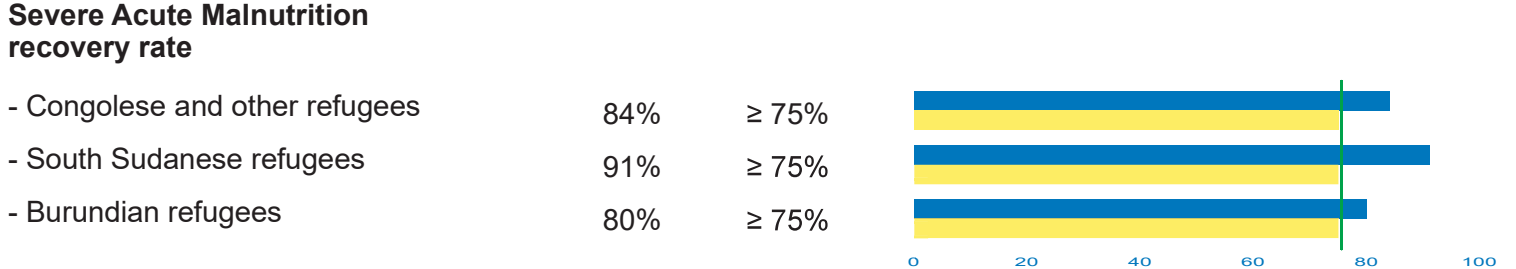 Severe Acute Malnutrition
recovery rate
- Congolese and other refugees 84% ≥ 75%
- South Sudanese refugees 91% ≥ 75%
- Burundian refugees 80% ≥ 75%
0 20 40 60 80 100